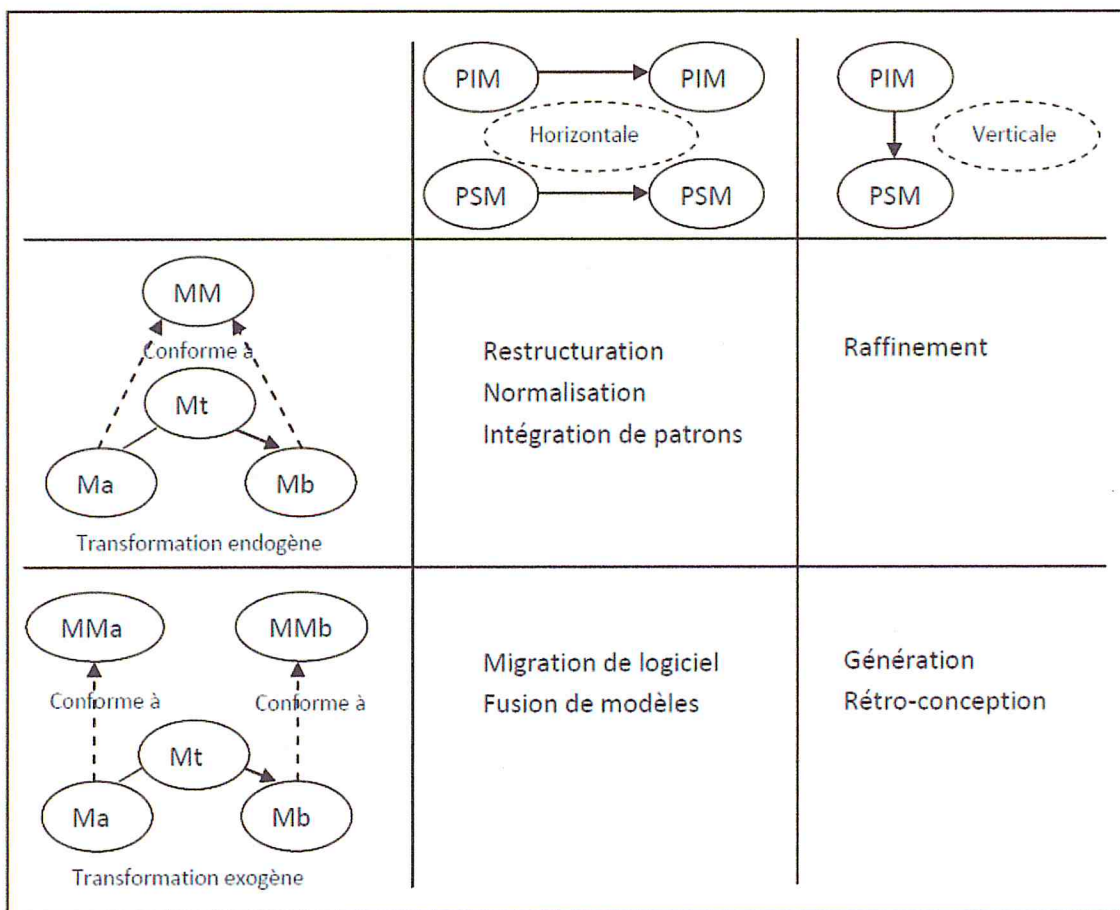 PIM
PIM
Horizontale
PSM
PSM
PIM
Verticale
PSM
MM
Conforme à
Mt
Ma
Mb
Transformation endogène
Restructuration
Normalisation
Intégration de patrons
Raffinement
MMa
MMb
Conforme à
Conforme à
Mt
Ma
Mb
Transformation exogène
Migration de logiciel
Fusion de modèles
Génération
Rétro-conception